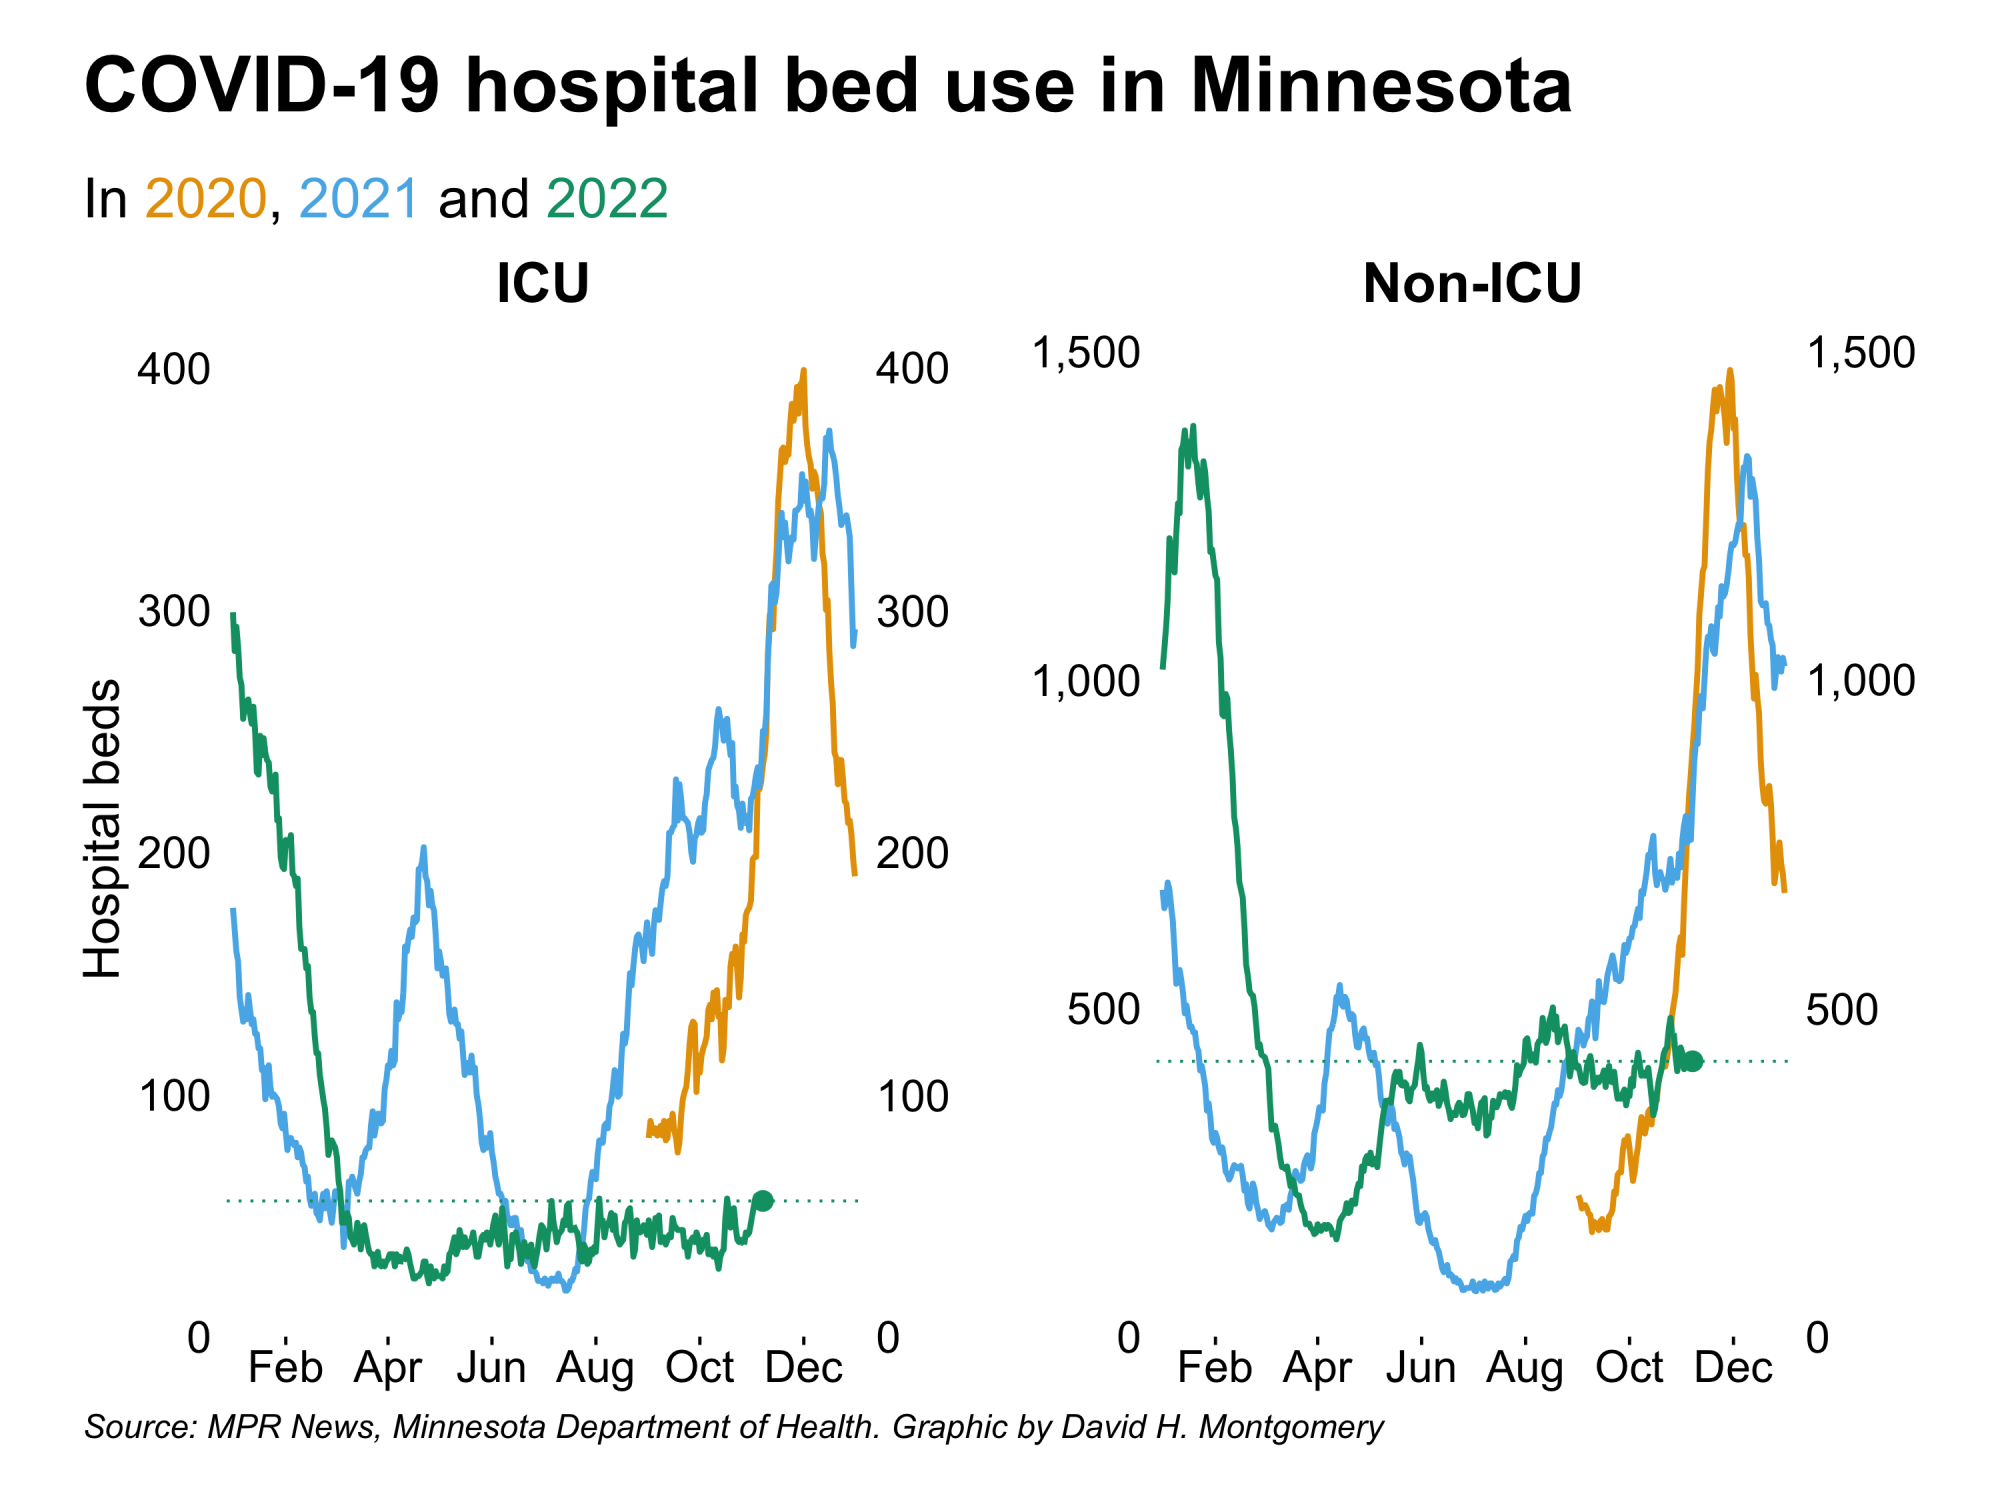 COVID-19 hospital bed use in Minnesota
In 2020, 2021 and 2022
ICU
Non-ICU
Hospital beds
400
300
200
100
0
400
300
200
100
0
Feb Apr Jun Aug Oct Dec
1,500
1,000
500
0
1,500
1,000
500
0
Feb Apr Jun Aug Oct Dec
Source: MPR News, Minnesota Department of Health. Graphic by David H. Montgomery